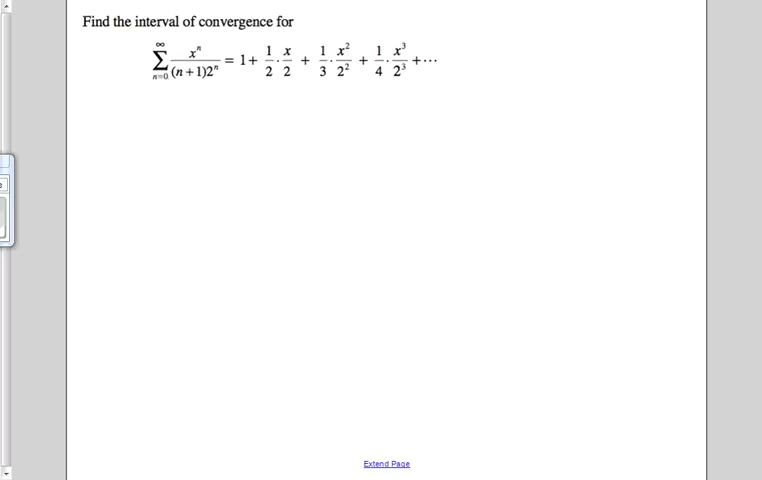 Find the interval of convergence for
∞∑n=0 xⁿ/((n+1)2ⁿ) = 1 + 1/2 · x/2 + 1/3 · x²/2² + 1/4 · x³/2³ + ⋯
s
Extend Page